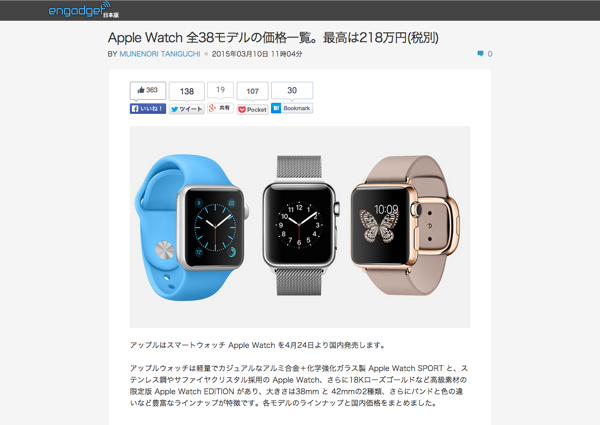 engadget 日本版
Apple Watch 全38モデルの価格一覧。最高は218万円(税別)
BY MUNENORI TANIGUCHI 2015年03月10日 11時04分 0
363 138 19 107 30
いいね! ツイート 共有 Pocket B! Bookmark
10:09
アップルはスマートウォッチ Apple Watch を4月24日より国内発売します。
アップルウォッチは軽量でカジュアルなアルミ合金＋化学強化ガラス製 Apple Watch SPORT と、ス
テンレス鋼やサファイヤクリスタル採用の Apple Watch、さらに18Kローズゴールドなど高級素材の
限定版 Apple Watch EDITION があり、大きさは38mm と 42mmの2種類、さらにバンドと色の違
いなど豊富なラインナップが特徴です。各モデルのラインナップと国内価格をまとめました。